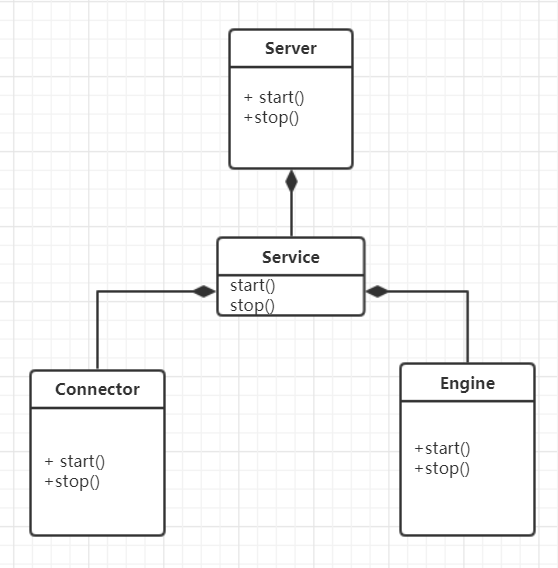 Server
+ start()
+stop()
Service
start()
stop()
Connector
+ start()
+stop()
Engine
+start()
+stop()